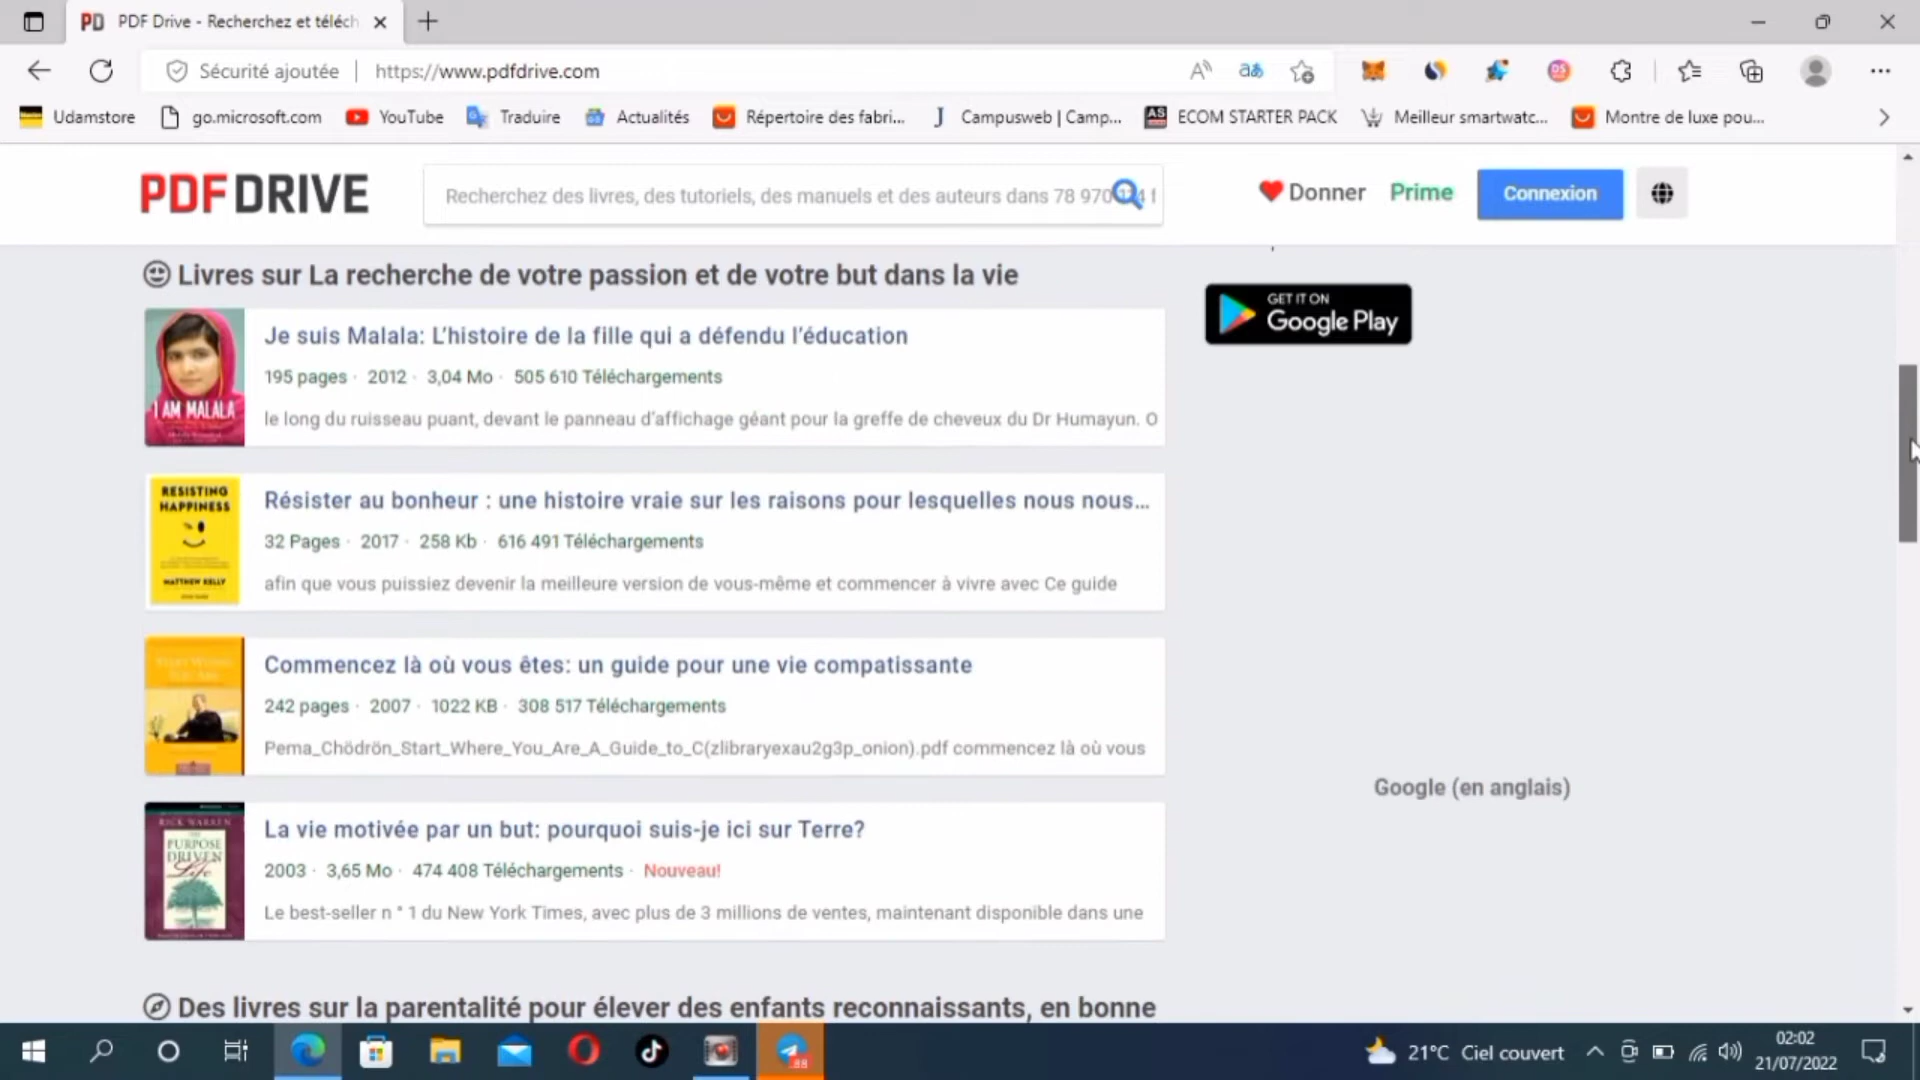 PD PDF Drive - Recherchez et téléch
Sécurité ajoutée https://www.pdfdrive.com
Udamstore go.microsoft.com YouTube Traduire Actualités Répertoire des fabri... J Campusweb | Camp... AS ECOM STARTER PACK Meilleur smartwatc... Montre de luxe pou...
PDF DRIVE Recherchez des livres, des tutoriels, des manuels et des auteurs dans 78 970 Donner Prime Connexion
Livres sur La recherche de votre passion et de votre but dans la vie
GET IT ON
Google Play
I AM MALALA
Je suis Malala: L'histoire de la fille qui a défendu l'éducation
195 pages · 2012 · 3,04 Mo · 505 610 Téléchargements
le long du ruisseau puant, devant le panneau d'affichage géant pour la greffe de cheveux du Dr Humayun. O
RESISTING
HAPPINESS
MATTHEW KELLY
Résister au bonheur : une histoire vraie sur les raisons pour lesquelles nous nous...
32 Pages · 2017 · 258 Kb · 616 491 Téléchargements
afin que vous puissiez devenir la meilleure version de vous-même et commencer à vivre avec Ce guide
Commencez là où vous êtes: un guide pour une vie compatissante
242 pages · 2007 · 1022 KB · 308 517 Téléchargements
Pema_Chödrön_Start_Where_You_Are_A_Guide_to_C(zlibraryexau2g3p_onion).pdf commencez là où vous
Google (en anglais)
RICK WARREN
PURPOSE
DRIVEN
Life
La vie motivée par un but: pourquoi suis-je ici sur Terre?
2003 · 3,65 Mo · 474 408 Téléchargements · Nouveau!
Le best-seller n ° 1 du New York Times, avec plus de 3 millions de ventes, maintenant disponible dans une
Des livres sur la parentalité pour élever des enfants reconnaissants, en bonne
88
21°C Ciel couvert
02:02
21/07/2022